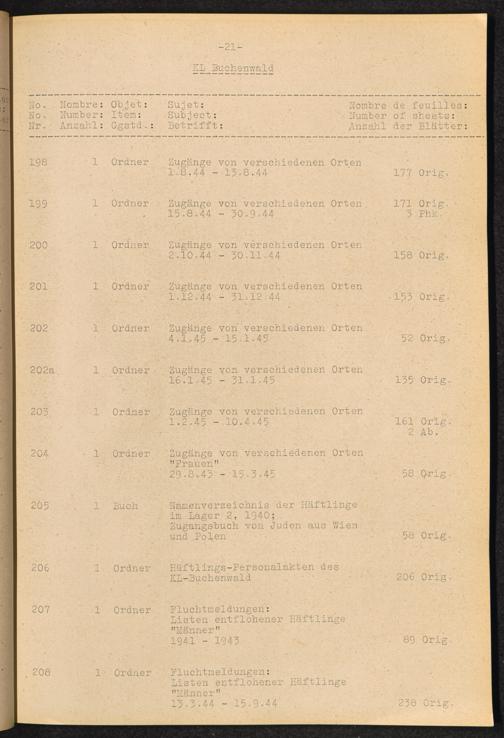 -21-
KL Buchenwald
No. Nombre: Objet: Sujet: Nombre de feuilles:
No. Number: Item: Subject: Number of sheets:
Nr. Anzahl: Ggstd.: Betrifft: Anzahl der Blätter:
198 1 Ordner Zugänge von verschiedenen Orten
1.8.44 - 13.8.44 177 Orig.
199 1 Ordner Zugänge von verschiedenen Orten 171 Orig.
15.8.44 - 30.9.44 3 Phk.
200 1 Ordner Zugänge von verschiedenen Orten
2.10.44 - 30.11.44 158 Orig.
201 1 Ordner Zugänge von verschiedenen Orten
1.12.44 - 31.12.44 153 Orig.
202 1 Ordner Zugänge von verschiedenen Orten
4.1.45 - 15.1.45 52 Orig.
202a 1 Ordner Zugänge von verschiedenen Orten
16.1.45 - 31.1.45 135 Orig.
203 1 Ordner Zugänge von verschiedenen Orten
1.2.45 - 10.4.45 161 Orig.
2 Ab.
204 1 Ordner Zugänge von verschiedenen Orten
"Frauen"
29.8.43 - 15.3.45 58 Orig.
205 1 Buch Namenverzeichnis der Häftlinge
im Lager 2, 1940;
Zugangsbuch von Juden aus Wien
und Polen 58 Orig.
206 1 Ordner Häftlings-Personalakten des
KL-Buchenwald 206 Orig.
207 1 Ordner Fluchtmeldungen:
Listen entflohener Häftlinge
"Männer"
1941 - 1943 89 Orig.
208 1 Ordner Fluchtmeldungen:
Listen entflohener Häftlinge
"Männer"
13.3.44 - 15.9.44 238 Orig.